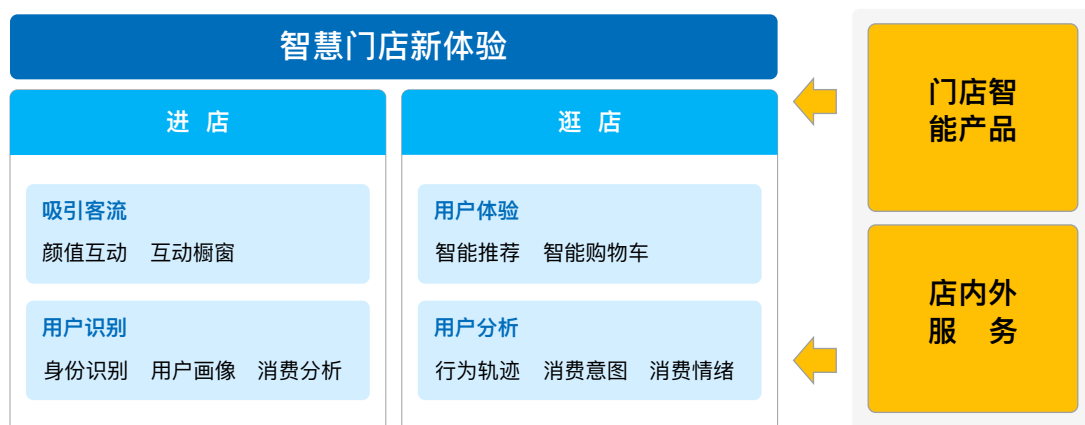 智慧门店新体验
进 店
吸引客流
颜值互动 互动橱窗
用户识别
身份识别 用户画像 消费分析
逛 店
用户体验
智能推荐 智能购物车
用户分析
行为轨迹 消费意图 消费情绪
门店智
能产品
店内外
服 务